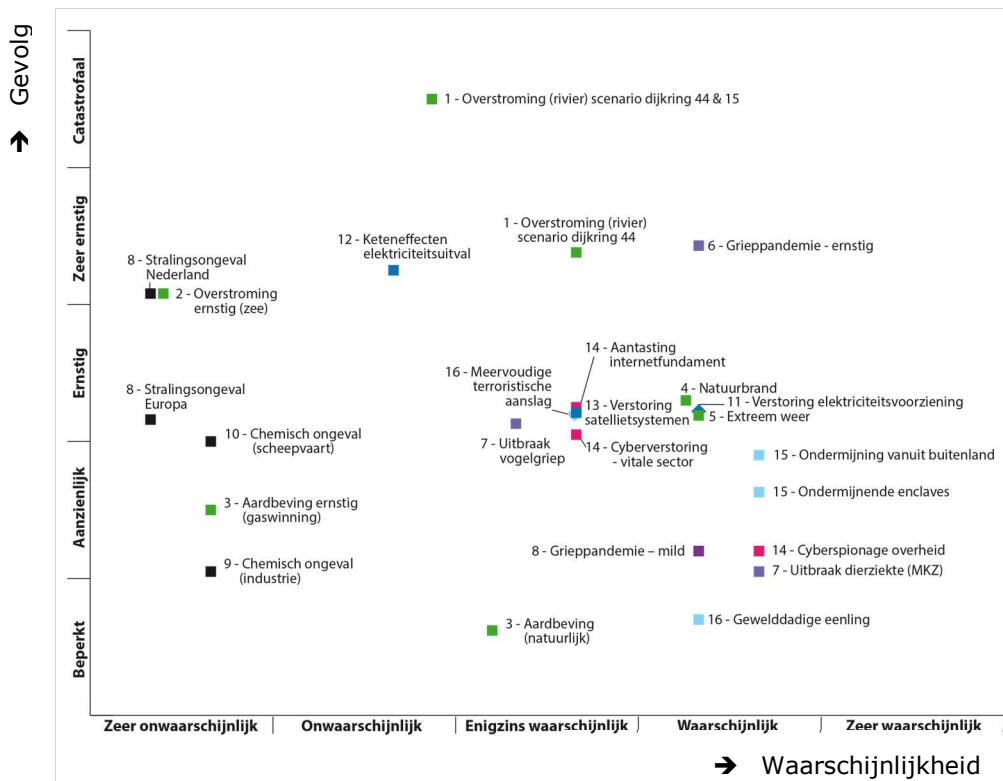 → Gevolg
Catastrofaal
Zeer ernstig
Ernstig
Aanzienlijk
Beperkt
1 - Overstroming (rivier) scenario dijkring 44 & 15
1 - Overstroming (rivier)
scenario dijkring 44
12 - Keteneffecten
elektriciteitsuitval
6 - Grieppandemie - ernstig
8 - Stralingsongeval
Nederland
2 - Overstroming
ernstig (zee)
14 - Aantasting
internetfundament
16 - Meervoudige
terroristische
aanslag
13 - Verstoring
satellietsystemen
4 - Natuurbrand
11 - Verstoring elektriciteitsvoorziening
5 - Extreem weer
8 - Stralingsongeval
Europa
10 - Chemisch ongeval
(scheepvaart)
7 - Uitbraak
vogelgriep
14 - Cyberverstoring
- vitale sector
15 - Ondermijning vanuit buitenland
15 - Ondermijnende enclaves
3 - Aardbeving ernstig
(gaswinning)
8 - Grieppandemie – mild
14 - Cyberspionage overheid
9 - Chemisch ongeval
(industrie)
7 - Uitbraak dierziekte (MKZ)
3 - Aardbeving
(natuurlijk)
16 - Gewelddadige eenling
Zeer onwaarschijnlijk
Onwaarschijnlijk
Enigzins waarschijnlijk
Waarschijnlijk
Zeer waarschijnlijk
→ Waarschijnlijkheid